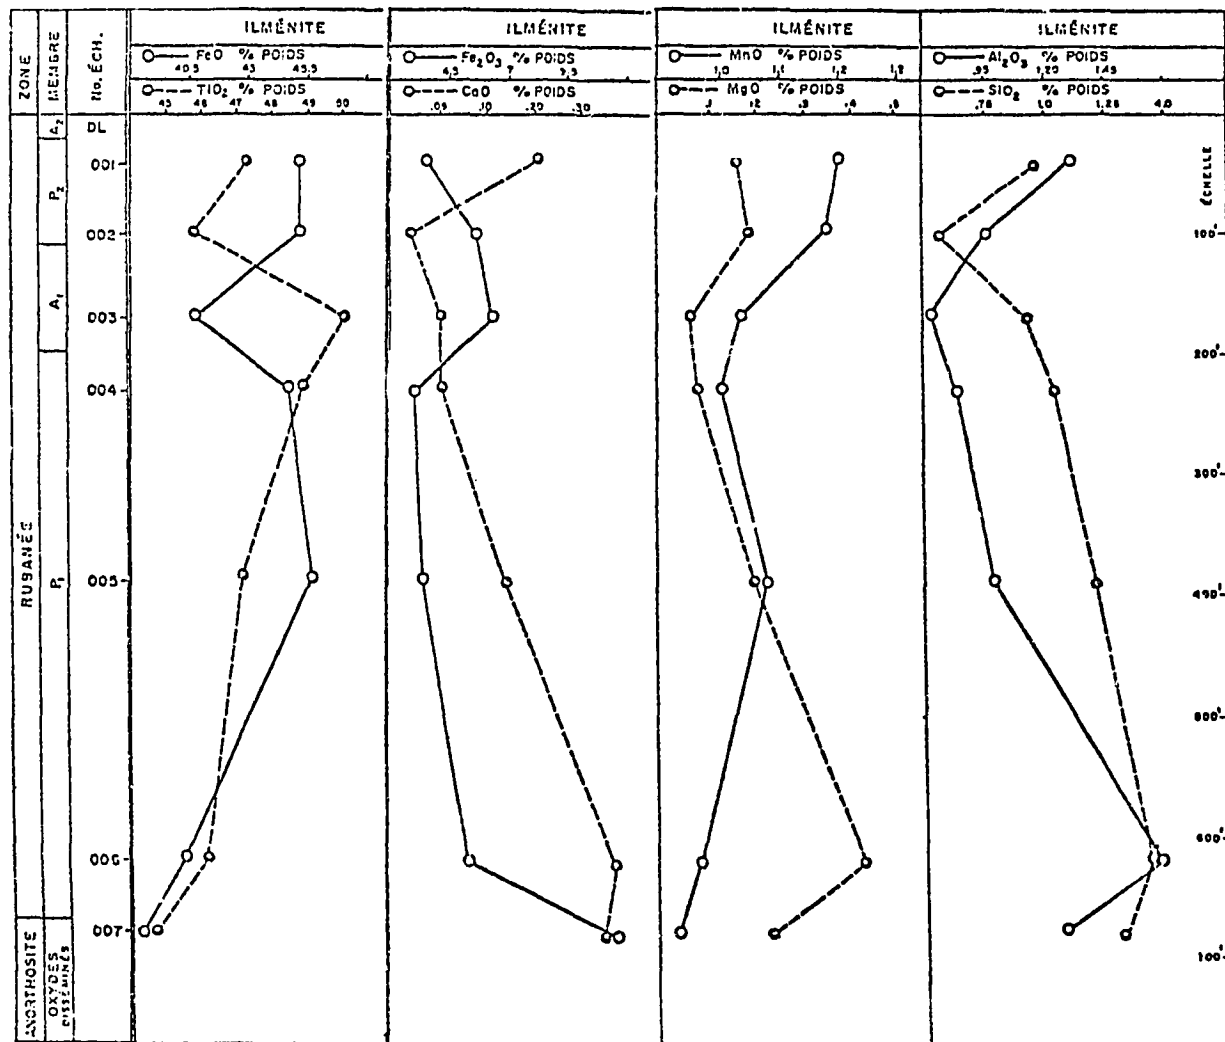 ZONE
MEMBRE
No. ÉCH.
ILMÉNITE
FeO % POIDS
40.5 43 45.5
TiO₂ % POIDS
45 46 47 48 49 50
ILMÉNITE
Fe₂O₃ % POIDS
4.5 7 9.5
CaO % POIDS
.05 .10 .20 .30
ILMÉNITE
MnO % POIDS
1.0 1.1 1.2
MgO % POIDS
.1 .2 .3 .4 .5
ILMÉNITE
Al₂O₃ % POIDS
.95 1.20 1.45
SiO₂ % POIDS
.75 1.0 1.25 4.0
ÉCHELLE
100'
200'
300'
400'
500'
600'
RUBANÉE
ANORTHOSITE
A₂
P₂
A₁
P₁
OXYDES
DISSÉMINÉS
DL
001
002
003
004
005
006
007